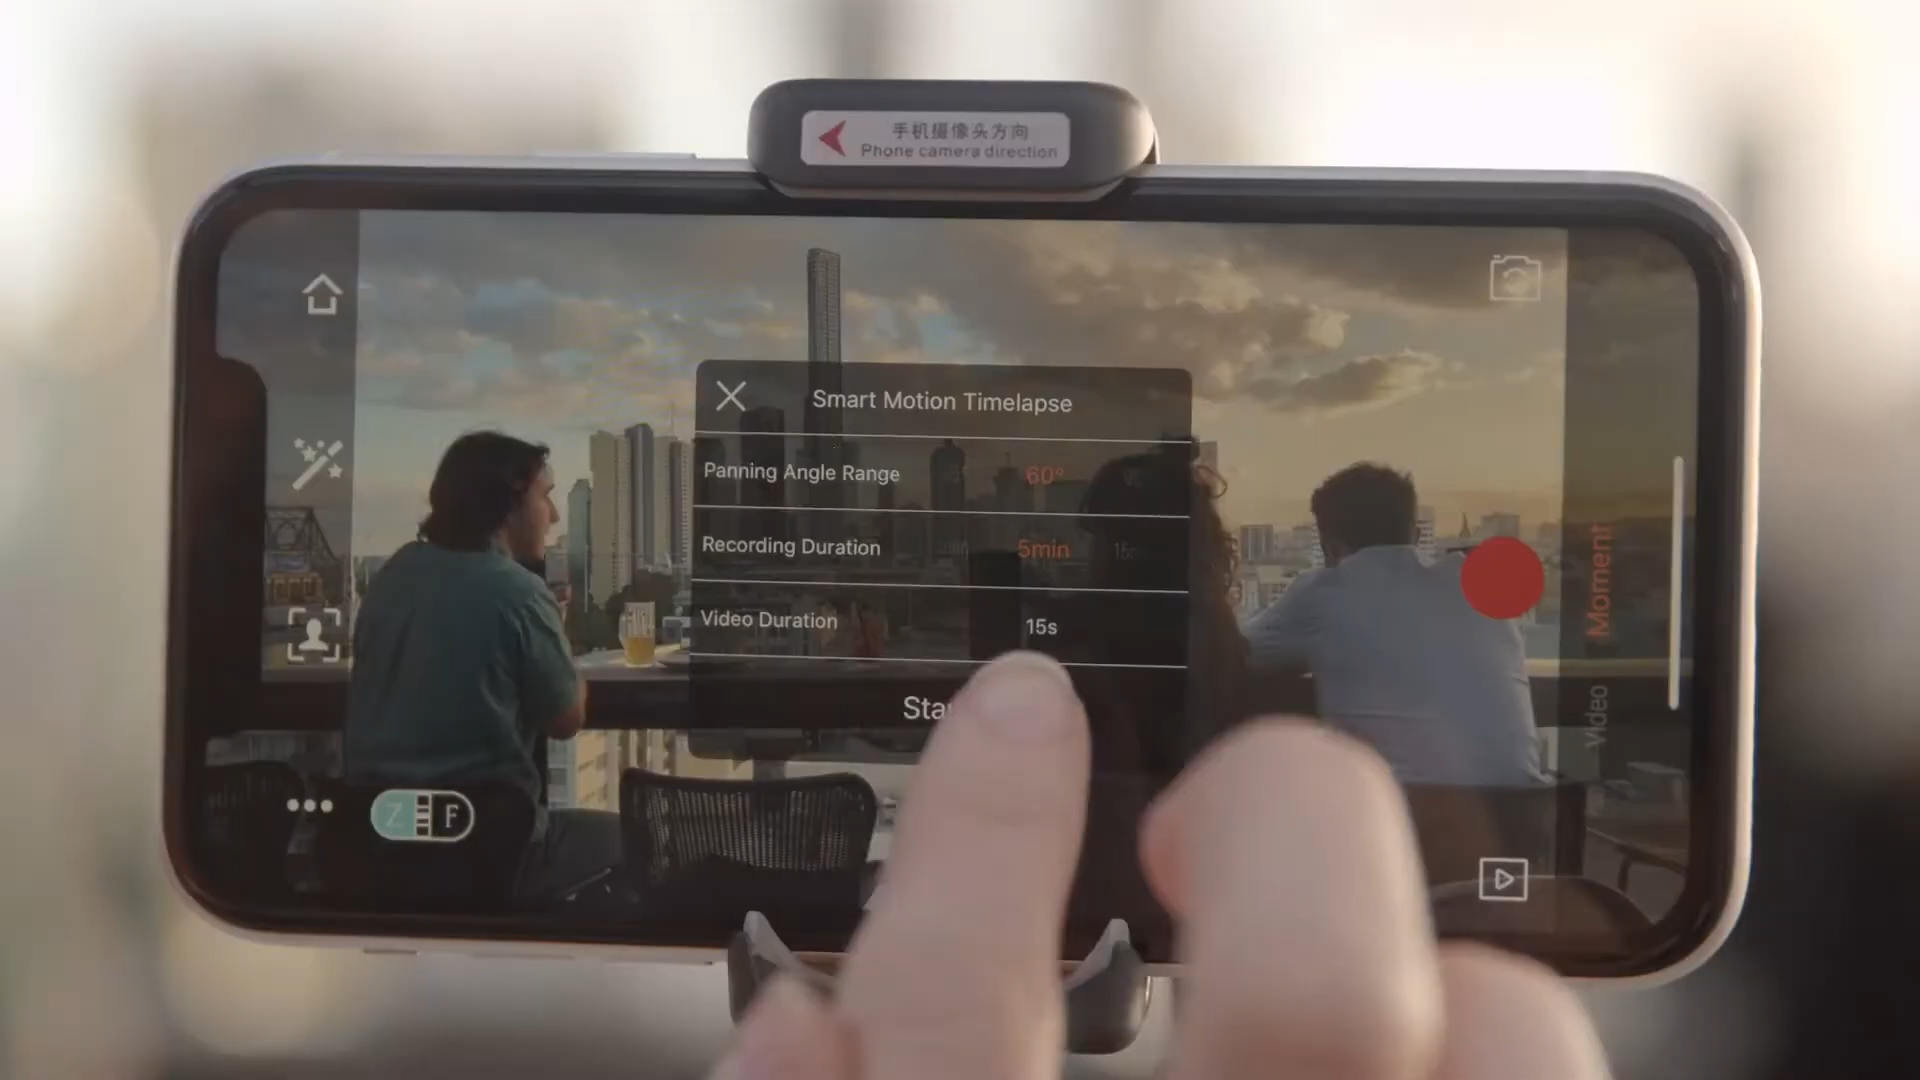 手机摄像头方向
Phone camera direction
Smart Motion Timelapse
Panning Angle Range 60°
Recording Duration 5min
Video Duration 15s
Moment
Video
Z F